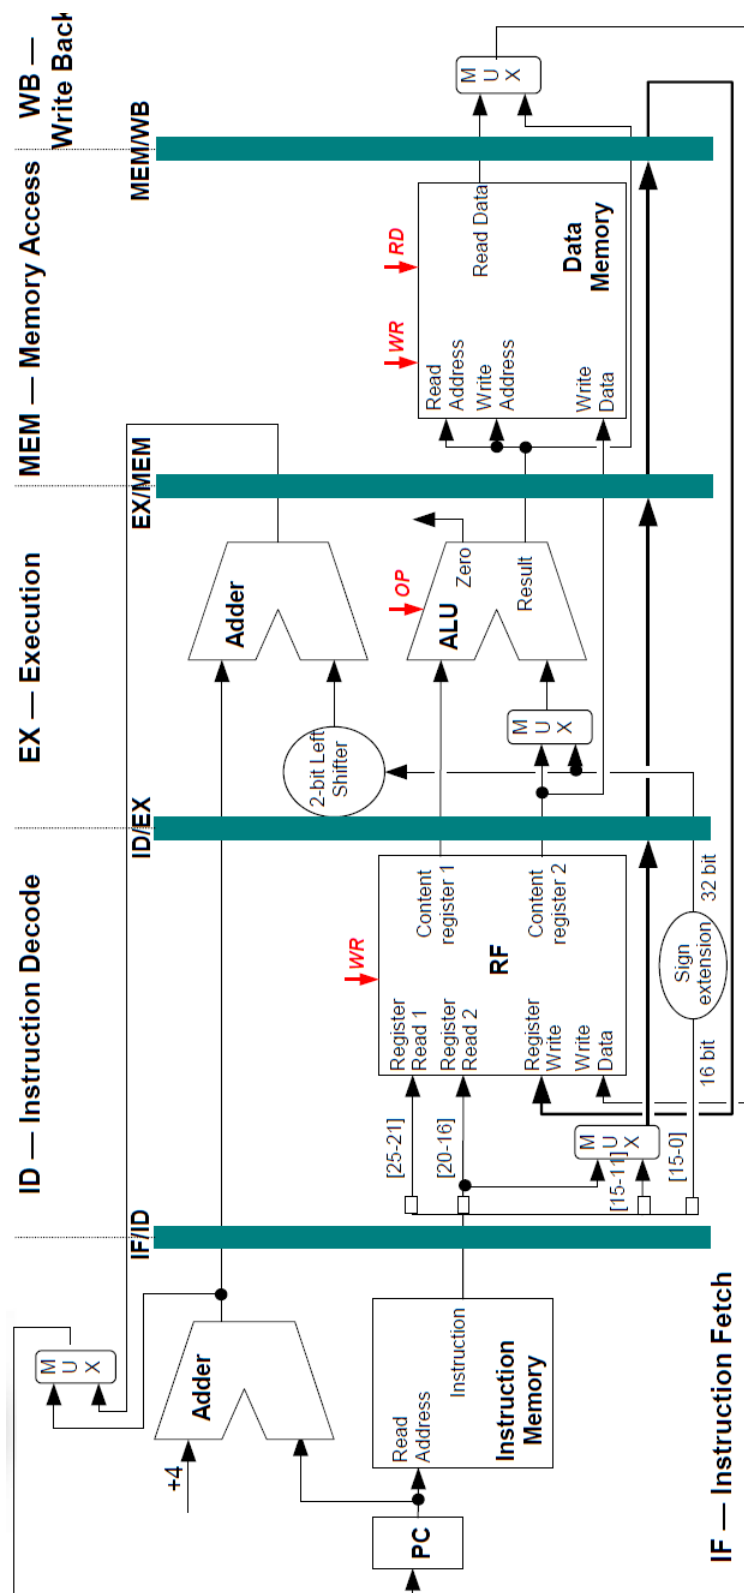 IF — Instruction Fetch
ID — Instruction Decode
EX — Execution
MEM — Memory Access
WB —
Write Back
IF/ID
ID/EX
EX/MEM
MEM/WB
M
U
X
+4
Adder
PC
Read
Address
Instruction
Instruction
Memory
[25-21]
[20-16]
[15-11]
[15-0]
M
U
X
WR
Register
Read 1
Register
Read 2
Register
Write
Write
Data
RF
Content
register 1
Content
register 2
16 bit
Sign
extension
32 bit
2-bit Left
Shifter
Adder
M
U
X
OP
ALU
Zero
Result
WR
RD
Read
Address
Write
Address
Write
Data
Read Data
Data
Memory
M
U
X